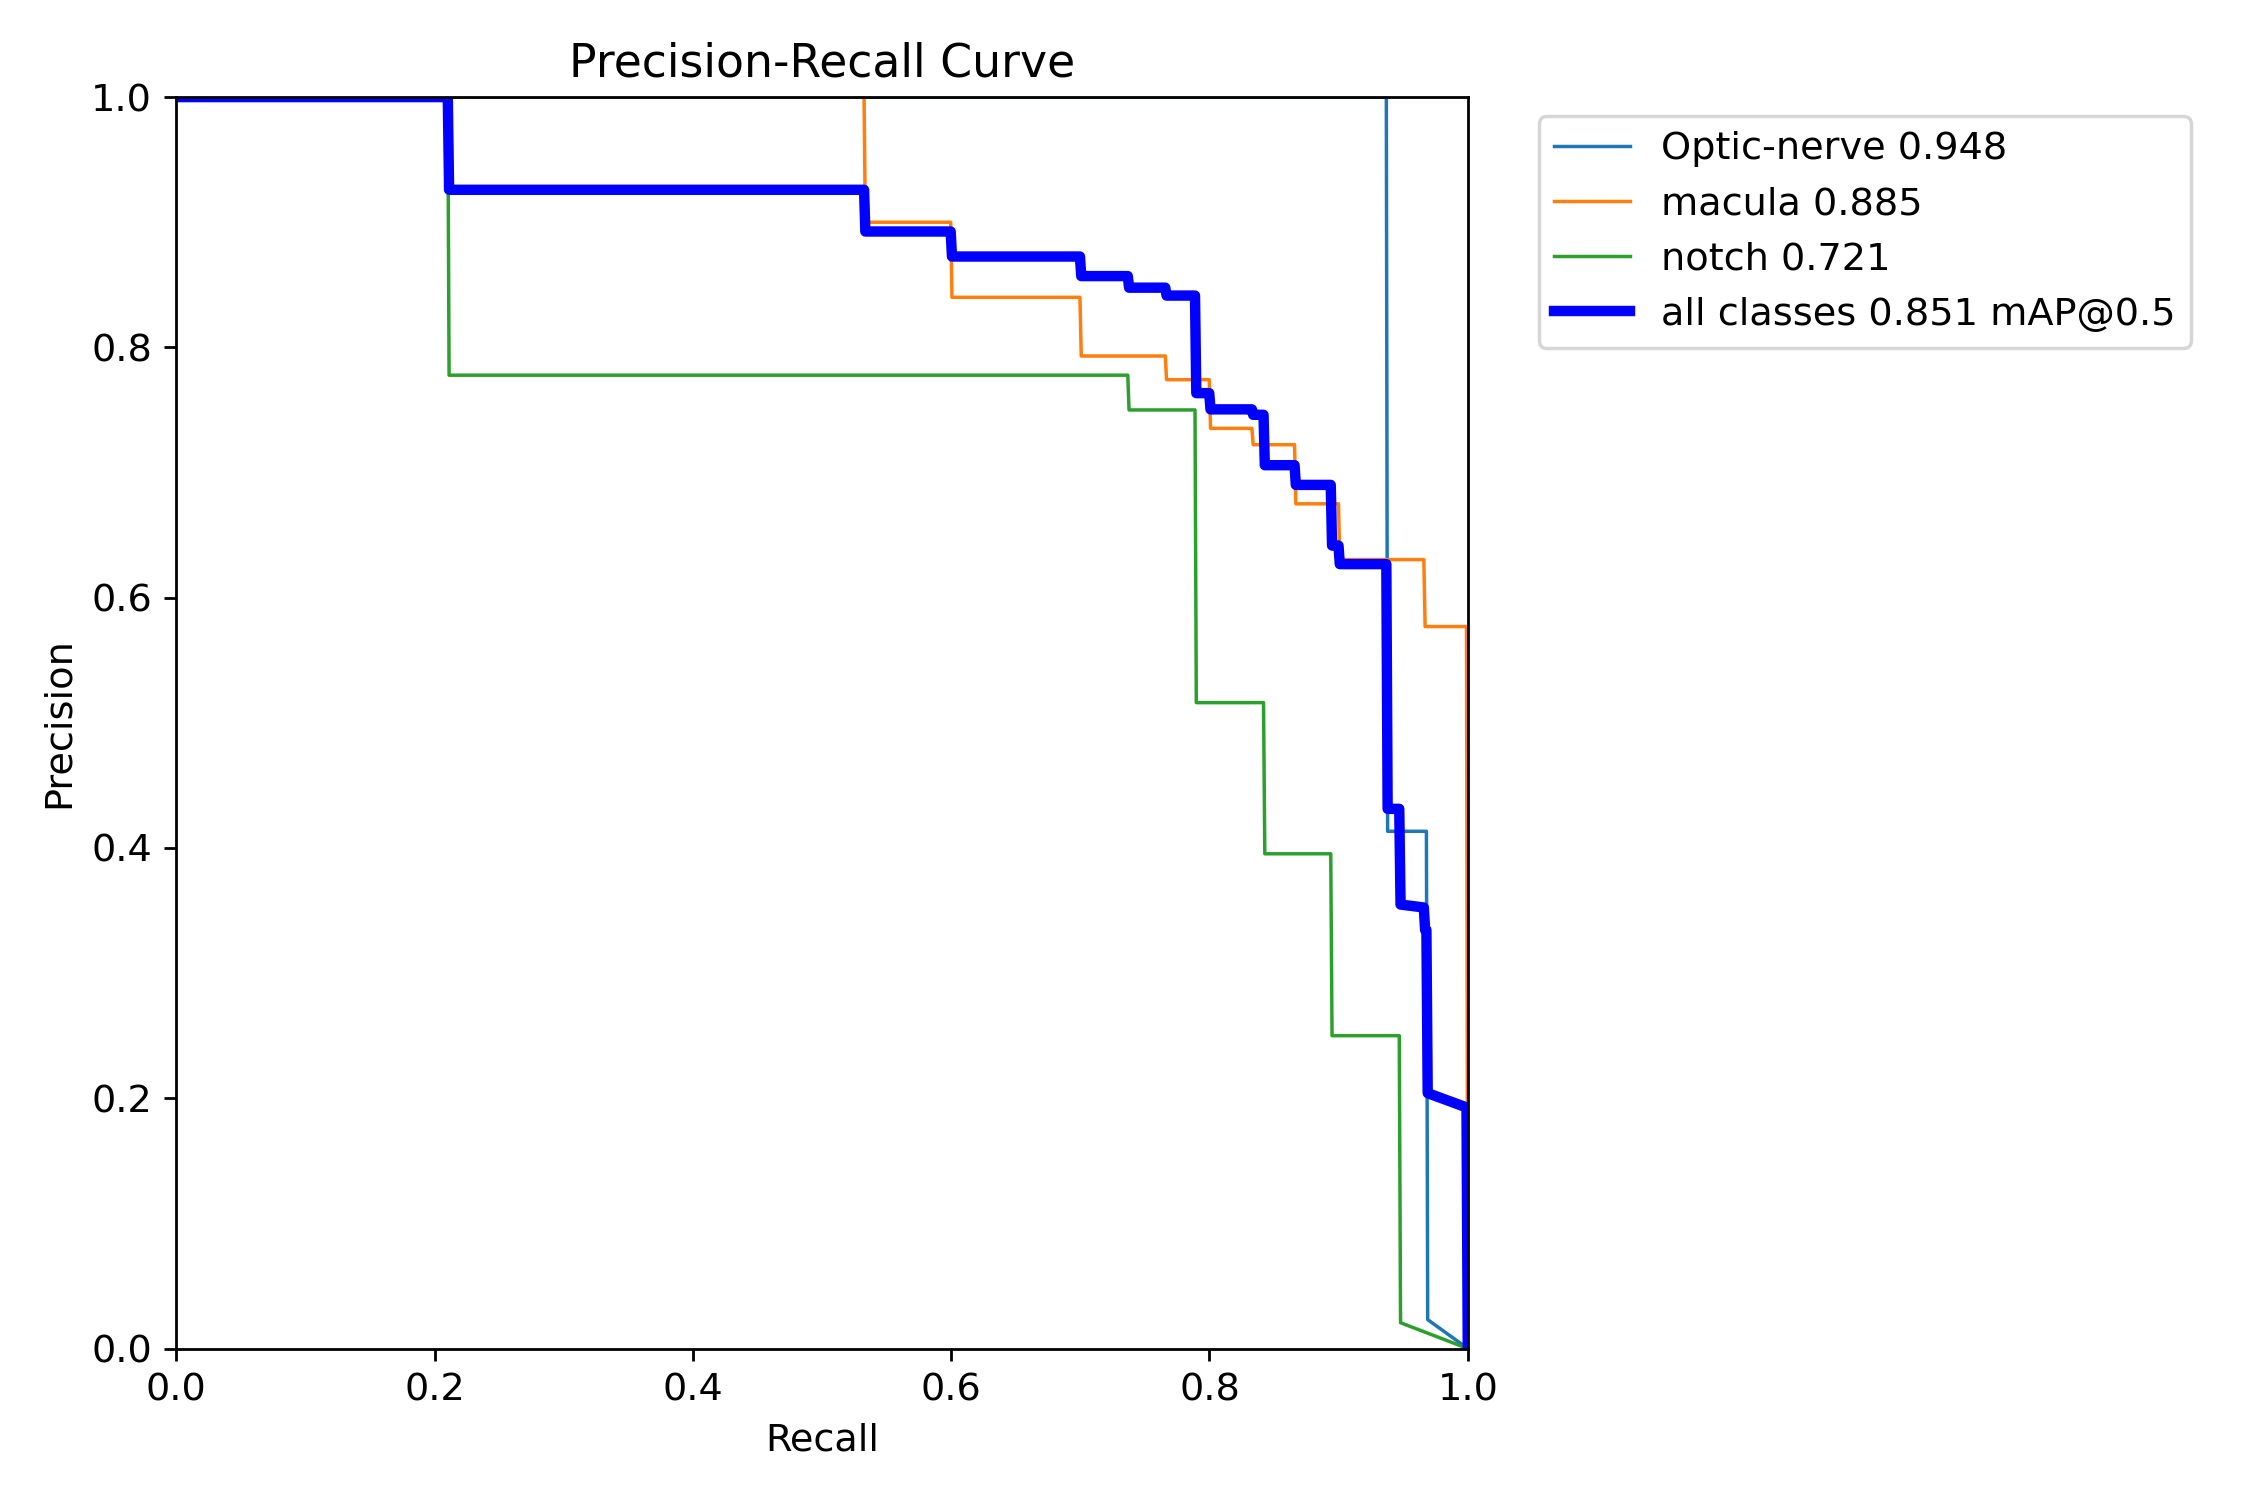 Precision-Recall Curve
1.0
0.8
0.6
0.4
0.2
0.0
Precision
0.0 0.2 0.4 0.6 0.8 1.0
Recall
Optic-nerve 0.948
macula 0.885
notch 0.721
all classes 0.851 mAP@0.5